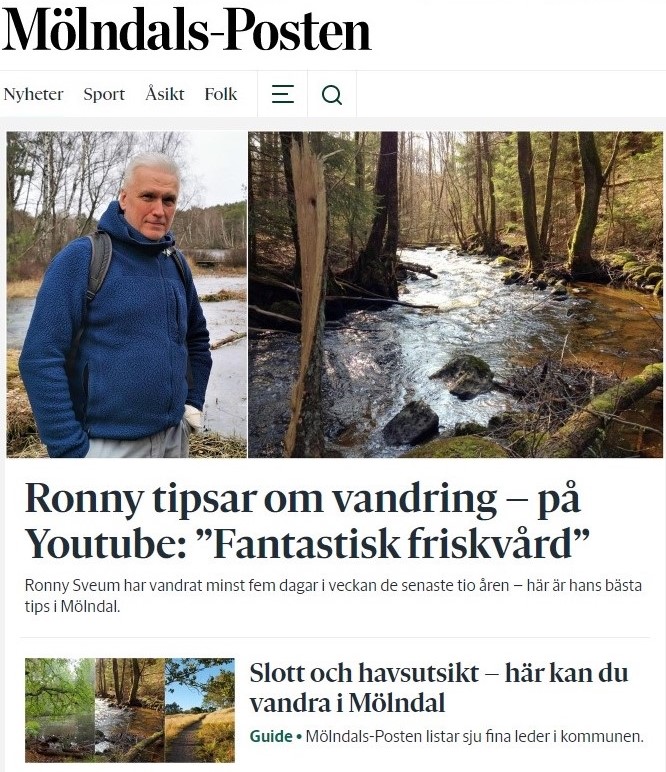 Mölndals-Posten
Nyheter Sport Åsikt Folk
Ronny tipsar om vandring – på
Youtube: ”Fantastisk friskvård”
Ronny Sveum har vandrat minst fem dagar i veckan de senaste tio åren – här är hans bästa
tips i Mölndal.
Slott och havsutsikt – här kan du
vandra i Mölndal
Guide • Mölndals-Posten listar sju fina leder i kommunen.